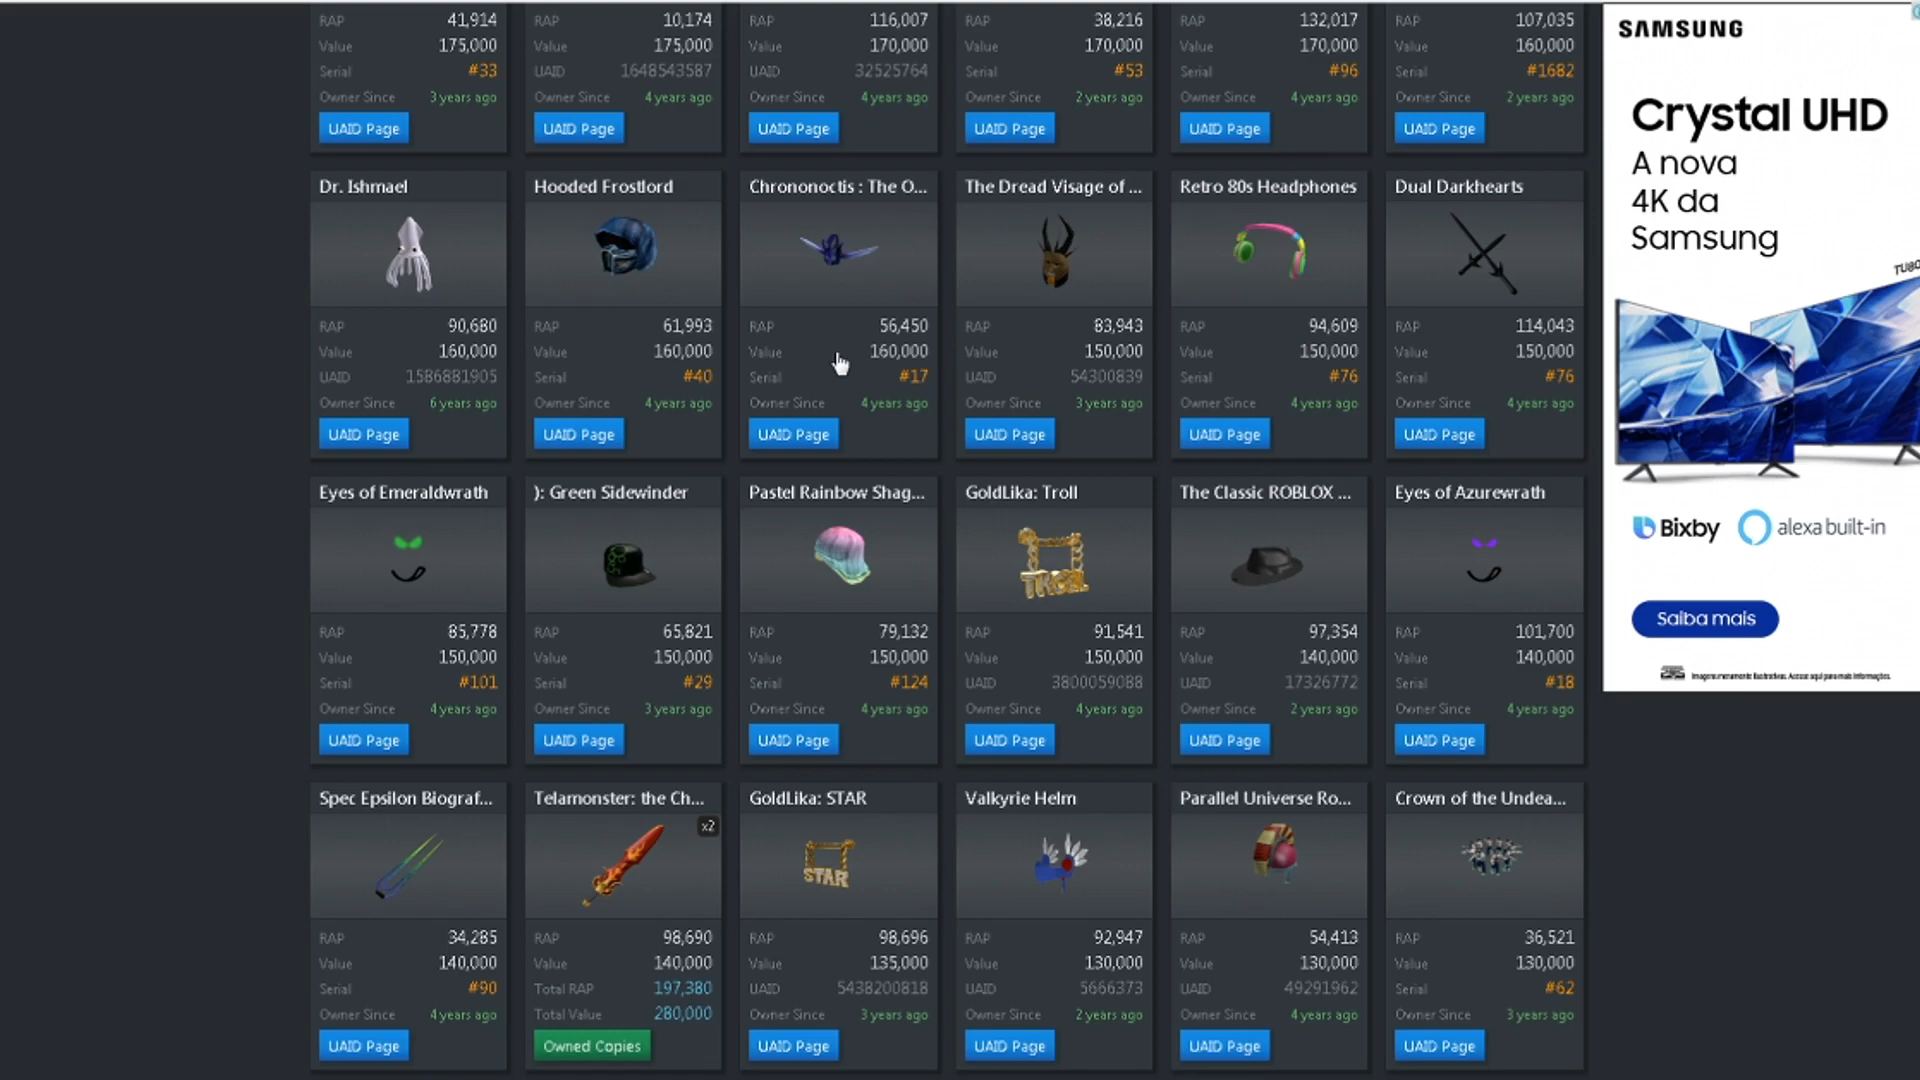 RAP 41,914
Value 175,000
Serial #33
Owner Since 3 years ago
UAID Page
RAP 10,174
Value 175,000
UAID 1648543587
Owner Since 4 years ago
UAID Page
RAP 116,007
Value 170,000
UAID 32525764
Owner Since 4 years ago
UAID Page
RAP 38,216
Value 170,000
Serial #53
Owner Since 2 years ago
UAID Page
RAP 132,017
Value 170,000
Serial #96
Owner Since 4 years ago
UAID Page
RAP 107,035
Value 160,000
Serial #1682
Owner Since 2 years ago
UAID Page
Dr. Ishmael
RAP 90,680
Value 160,000
UAID 1586881905
Owner Since 6 years ago
UAID Page
Hooded Frostlord
RAP 61,993
Value 160,000
Serial #40
Owner Since 4 years ago
UAID Page
Chrononoctis : The O...
RAP 56,450
Value 160,000
Serial #17
Owner Since 4 years ago
UAID Page
The Dread Visage of ...
RAP 83,943
Value 150,000
UAID 54300839
Owner Since 3 years ago
UAID Page
Retro 80s Headphones
RAP 94,609
Value 150,000
Serial #76
Owner Since 4 years ago
UAID Page
Dual Darkhearts
RAP 114,043
Value 150,000
Serial #76
Owner Since 4 years ago
UAID Page
Eyes of Emeraldwrath
RAP 85,778
Value 150,000
Serial #101
Owner Since 4 years ago
UAID Page
): Green Sidewinder
RAP 65,821
Value 150,000
Serial #29
Owner Since 3 years ago
UAID Page
Pastel Rainbow Shag...
RAP 79,132
Value 150,000
Serial #124
Owner Since 4 years ago
UAID Page
GoldLika: Troll
TROLL
RAP 91,541
Value 150,000
UAID 3800059088
Owner Since 4 years ago
UAID Page
The Classic ROBLOX ...
RAP 97,354
Value 140,000
UAID 17326772
Owner Since 2 years ago
UAID Page
Eyes of Azurewrath
RAP 101,700
Value 140,000
Serial #18
Owner Since 4 years ago
UAID Page
Spec Epsilon Biograf...
RAP 34,285
Value 140,000
Serial #90
Owner Since 4 years ago
UAID Page
Telamonster: the Ch...
x2
RAP 98,690
Value 140,000
Total RAP 197,380
Total Value 280,000
Owned Copies
GoldLika: STAR
STAR
RAP 98,696
Value 135,000
UAID 5438200818
Owner Since 3 years ago
UAID Page
Valkyrie Helm
RAP 92,947
Value 130,000
UAID 5666373
Owner Since 2 years ago
UAID Page
Parallel Universe Ro...
RAP 54,413
Value 130,000
UAID 49291962
Owner Since 4 years ago
UAID Page
Crown of the Undea...
RAP 36,521
Value 130,000
Serial #62
Owner Since 3 years ago
UAID Page
SAMSUNG
Crystal UHD
A nova
4K da
Samsung
TU80
Bixby
alexa built-in
Saiba mais
Imagens meramente ilustrativas. Acesse aqui para mais informações.